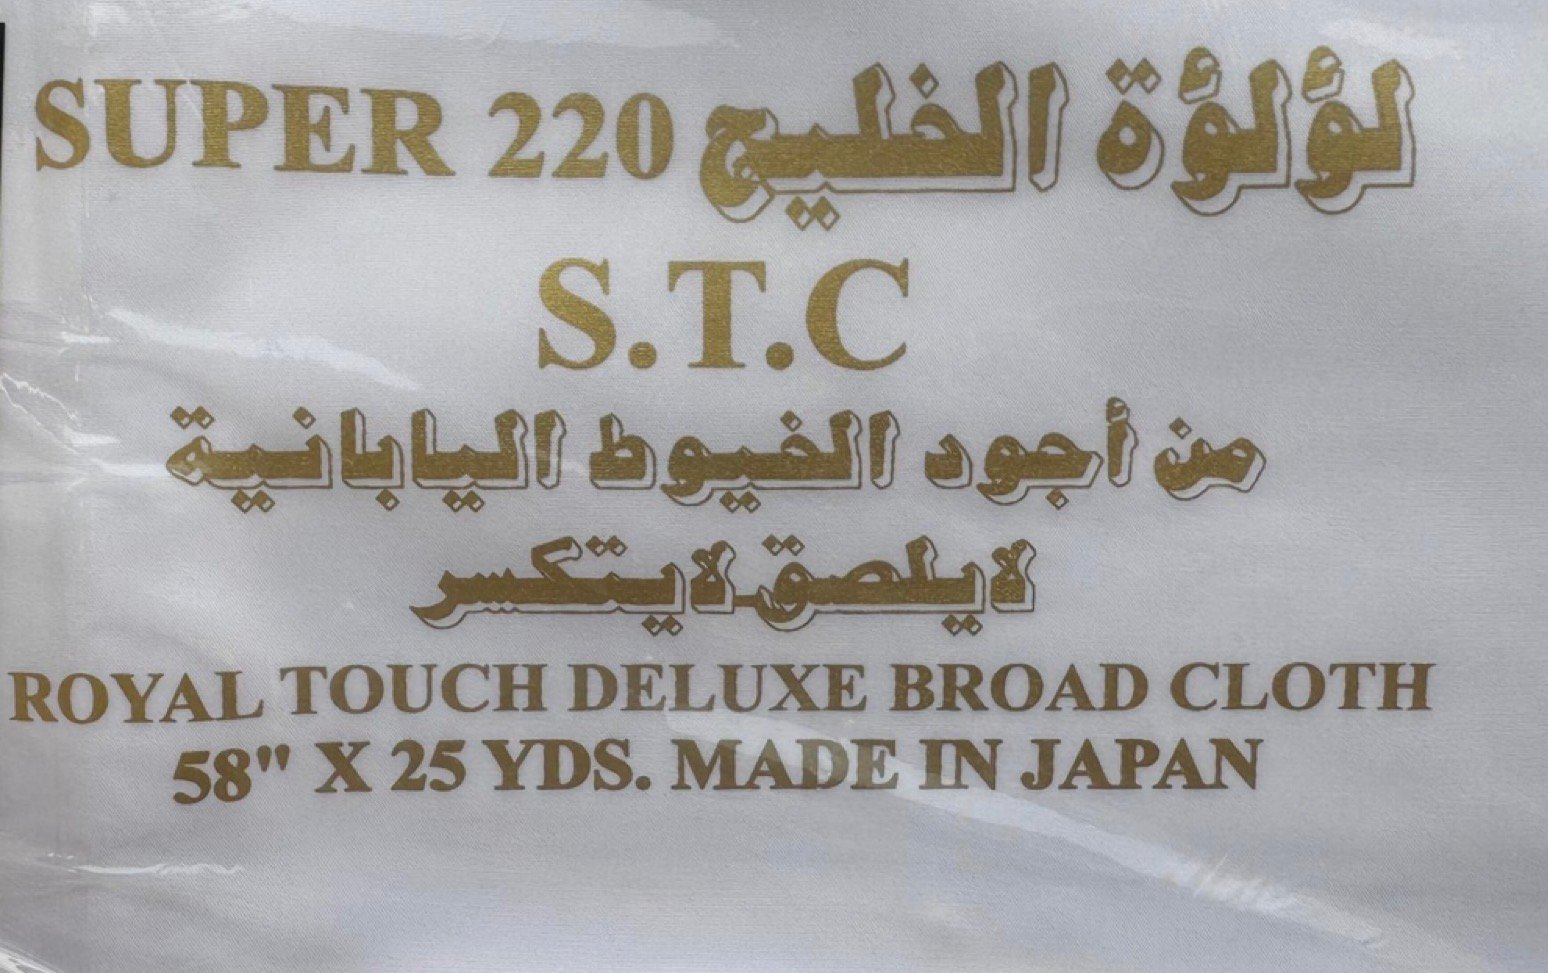 SUPER 220 لؤلؤة الخليج
S.T.C
من أجود الخيوط اليابانية
لايلصق لايتكسر
ROYAL TOUCH DELUXE BROAD CLOTH
58" X 25 YDS. MADE IN JAPAN